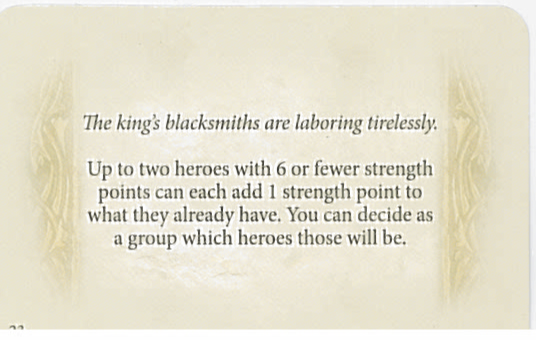 The king's blacksmiths are laboring tirelessly.
Up to two heroes with 6 or fewer strength
points can each add 1 strength point to
what they already have. You can decide as
a group which heroes those will be.